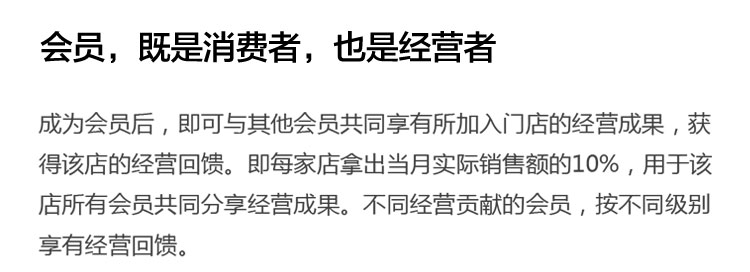 会员，既是消费者，也是经营者
成为会员后，即可与其他会员共同享有所加入门店的经营成果，获
得该店的经营回馈。即每家店拿出当月实际销售额的10%，用于该
店所有会员共同分享经营成果。不同经营贡献的会员，按不同级别
享有经营回馈。